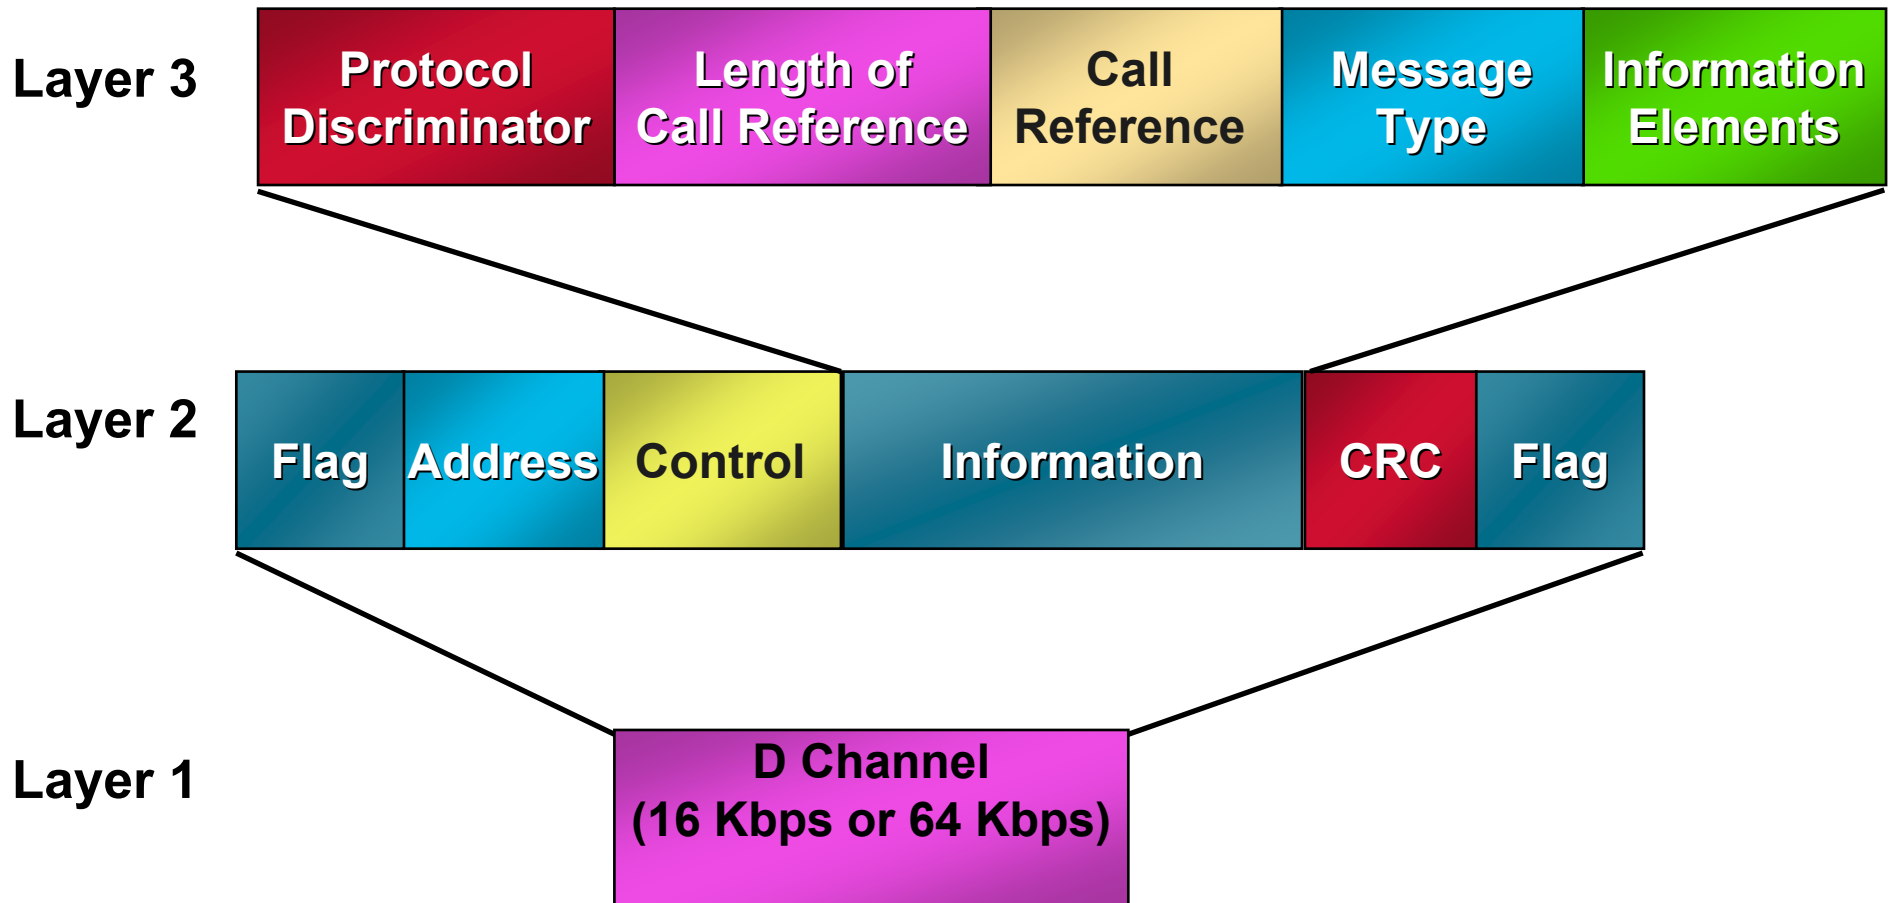 Layer 3
Protocol
Discriminator
Length of
Call Reference
Call
Reference
Message
Type
Information
Elements
Layer 2
Flag
Address
Control
Information
CRC
Flag
Layer 1
D Channel
(16 Kbps or 64 Kbps)